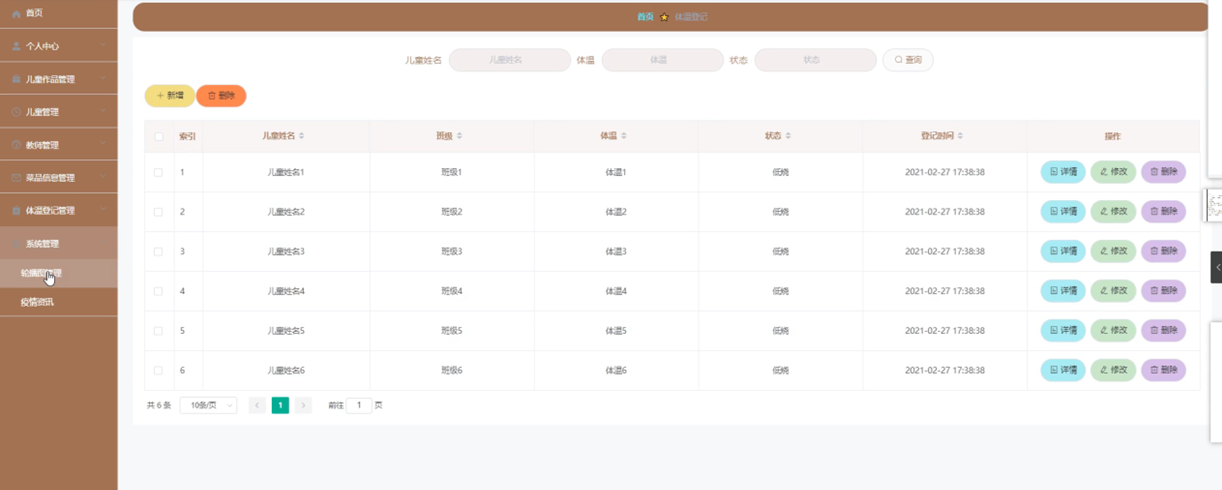 首页
个人中心
儿童作品管理
儿童管理
教师管理
菜品信息管理
体温登记管理
系统管理
轮播图管理
疫情资讯
首页 体温登记
儿童姓名 儿童姓名 体温 体温 状态 状态 查询
新增 删除
索引 儿童姓名 班级 体温 状态 登记时间 操作
1 儿童姓名1 班级1 体温1 低烧 2021-02-27 17:38:38 详情 修改 删除
2 儿童姓名2 班级2 体温2 低烧 2021-02-27 17:38:38 详情 修改 删除
3 儿童姓名3 班级3 体温3 低烧 2021-02-27 17:38:38 详情 修改 删除
4 儿童姓名4 班级4 体温4 低烧 2021-02-27 17:38:38 详情 修改 删除
5 儿童姓名5 班级5 体温5 低烧 2021-02-27 17:38:38 详情 修改 删除
6 儿童姓名6 班级6 体温6 低烧 2021-02-27 17:38:38 详情 修改 删除
共 6 条 10条/页 1 前往 1 页